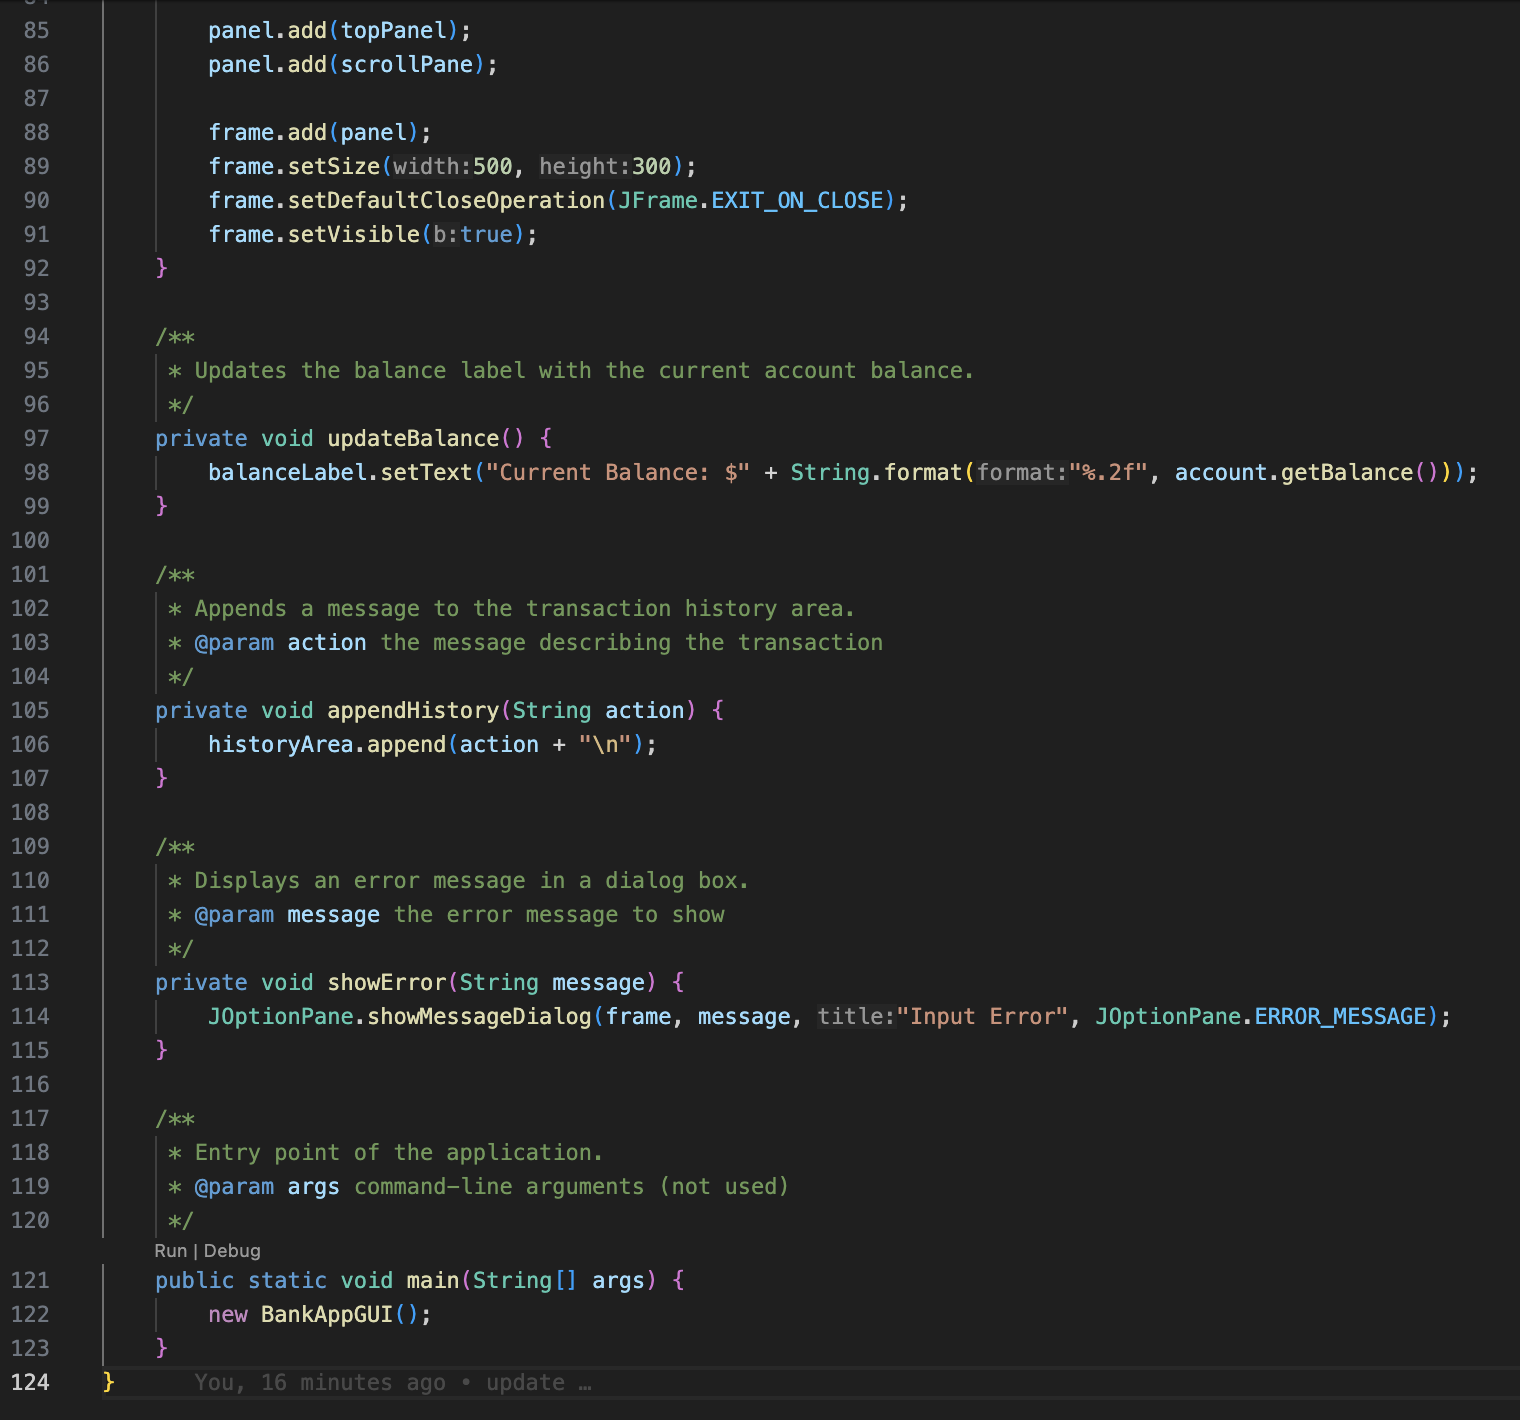 85 panel.add(topPanel);
86 panel.add(scrollPane);
87
88 frame.add(panel);
89 frame.setSize(width:500, height:300);
90 frame.setDefaultCloseOperation(JFrame.EXIT_ON_CLOSE);
91 frame.setVisible(b:true);
92 }
93
94 /**
95 * Updates the balance label with the current account balance.
96 */
97 private void updateBalance() {
98 balanceLabel.setText("Current Balance: $" + String.format(format:"%.2f", account.getBalance()));
99 }
100
101 /**
102 * Appends a message to the transaction history area.
103 * @param action the message describing the transaction
104 */
105 private void appendHistory(String action) {
106 historyArea.append(action + "\n");
107 }
108
109 /**
110 * Displays an error message in a dialog box.
111 * @param message the error message to show
112 */
113 private void showError(String message) {
114 JOptionPane.showMessageDialog(frame, message, title:"Input Error", JOptionPane.ERROR_MESSAGE);
115 }
116
117 /**
118 * Entry point of the application.
119 * @param args command-line arguments (not used)
120 */
Run | Debug
121 public static void main(String[] args) {
122 new BankAppGUI();
123 }
124 } You, 16 minutes ago • update …